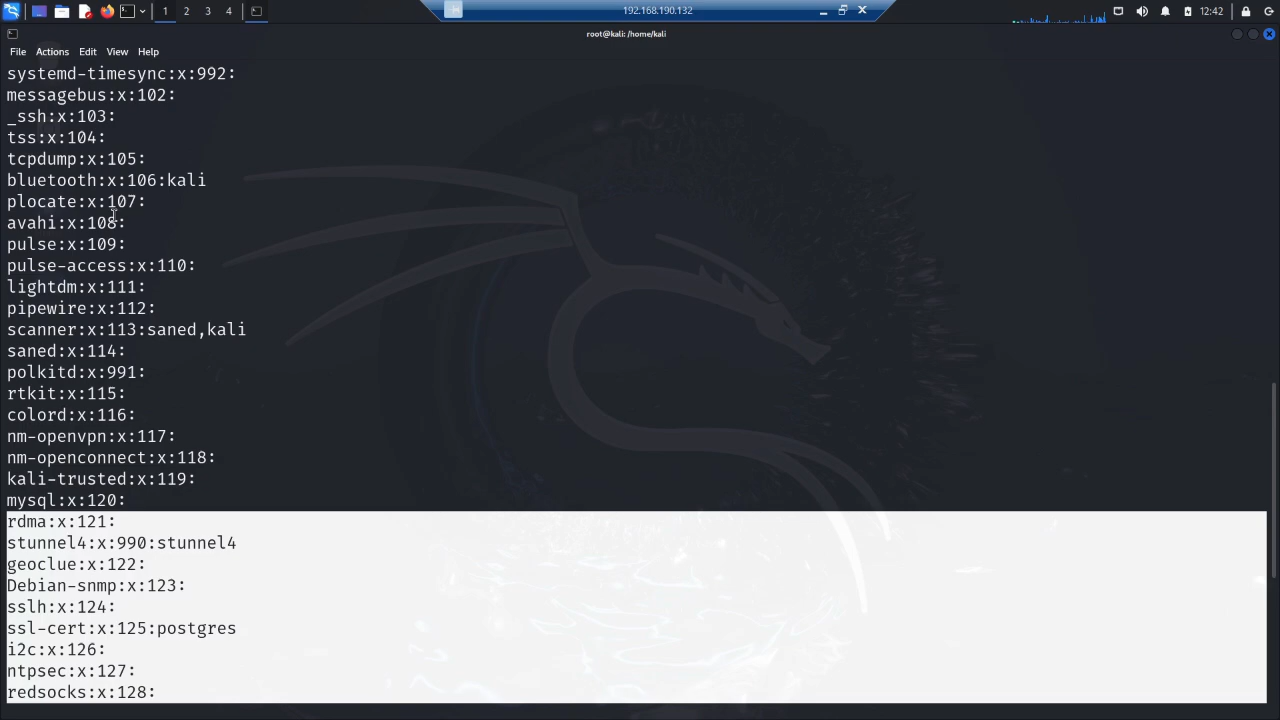 1 2 3 4
192.168.190.132
12:42
root@kali: /home/kali
File Actions Edit View Help
systemd-timesync:x:992:
messagebus:x:102:
_ssh:x:103:
tss:x:104:
tcpdump:x:105:
bluetooth:x:106:kali
plocate:x:107:
avahi:x:108:
pulse:x:109:
pulse-access:x:110:
lightdm:x:111:
pipewire:x:112:
scanner:x:113:saned,kali
saned:x:114:
polkitd:x:991:
rtkit:x:115:
colord:x:116:
nm-openvpn:x:117:
nm-openconnect:x:118:
kali-trusted:x:119:
mysql:x:120:
rdma:x:121:
stunnel4:x:990:stunnel4
geoclue:x:122:
Debian-snmp:x:123:
sslh:x:124:
ssl-cert:x:125:postgres
i2c:x:126:
ntpsec:x:127:
redsocks:x:128: